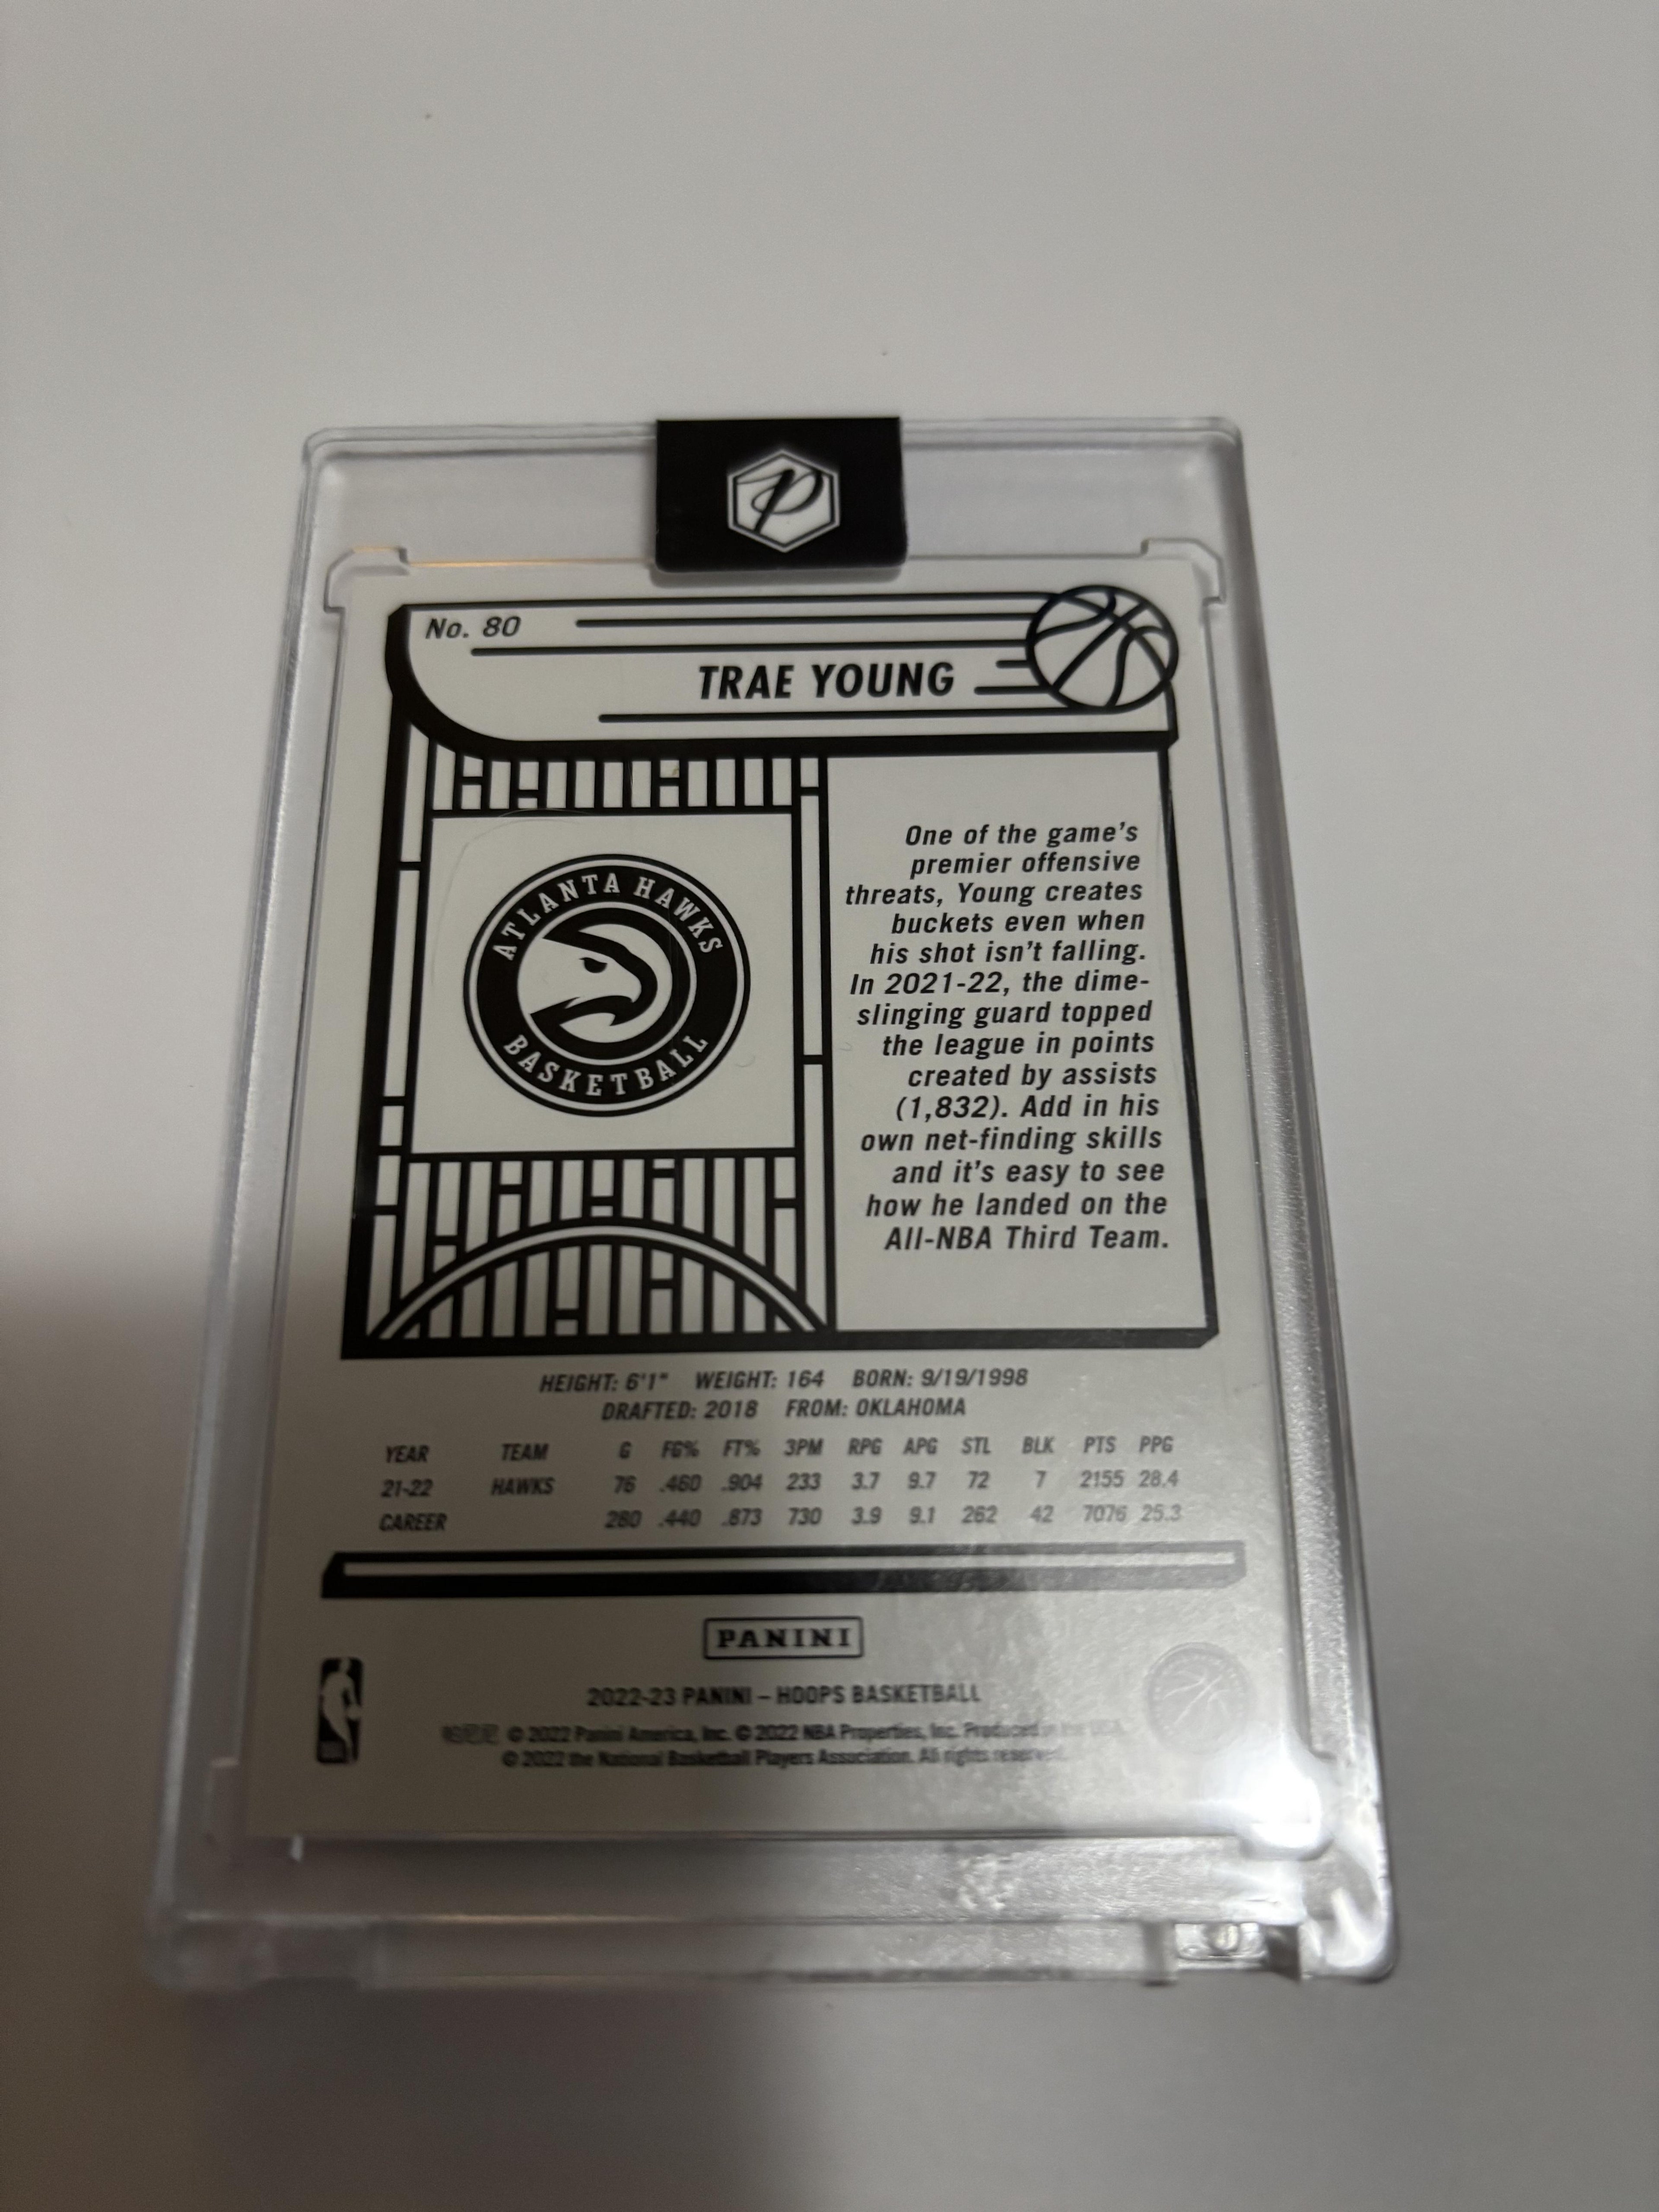 P
No. 80
TRAE YOUNG
ATLANTA HAWKS
BASKETBALL
One of the game's
premier offensive
threats, Young creates
buckets even when
his shot isn't falling.
In 2021-22, the dime-
slinging guard topped
the league in points
created by assists
(1,832). Add in his
own net-finding skills
and it's easy to see
how he landed on the
All-NBA Third Team.
HEIGHT: 6'1" WEIGHT: 164 BORN: 9/19/1998
DRAFTED: 2018 FROM: OKLAHOMA
YEAR TEAM G FG% FT% 3PM RPG APG STL BLK PTS PPG
21-22 HAWKS 76 .460 .904 233 3.7 9.7 72 7 2155 28.4
CAREER 280 .440 .873 730 3.9 9.1 262 42 7076 25.3
PANINI
2022-23 PANINI – HOOPS BASKETBALL
帕尼尼 © 2022 Panini America, Inc. © 2022 NBA Properties, Inc. Produced in the USA.
© 2022 the National Basketball Players Association. All rights reserved.